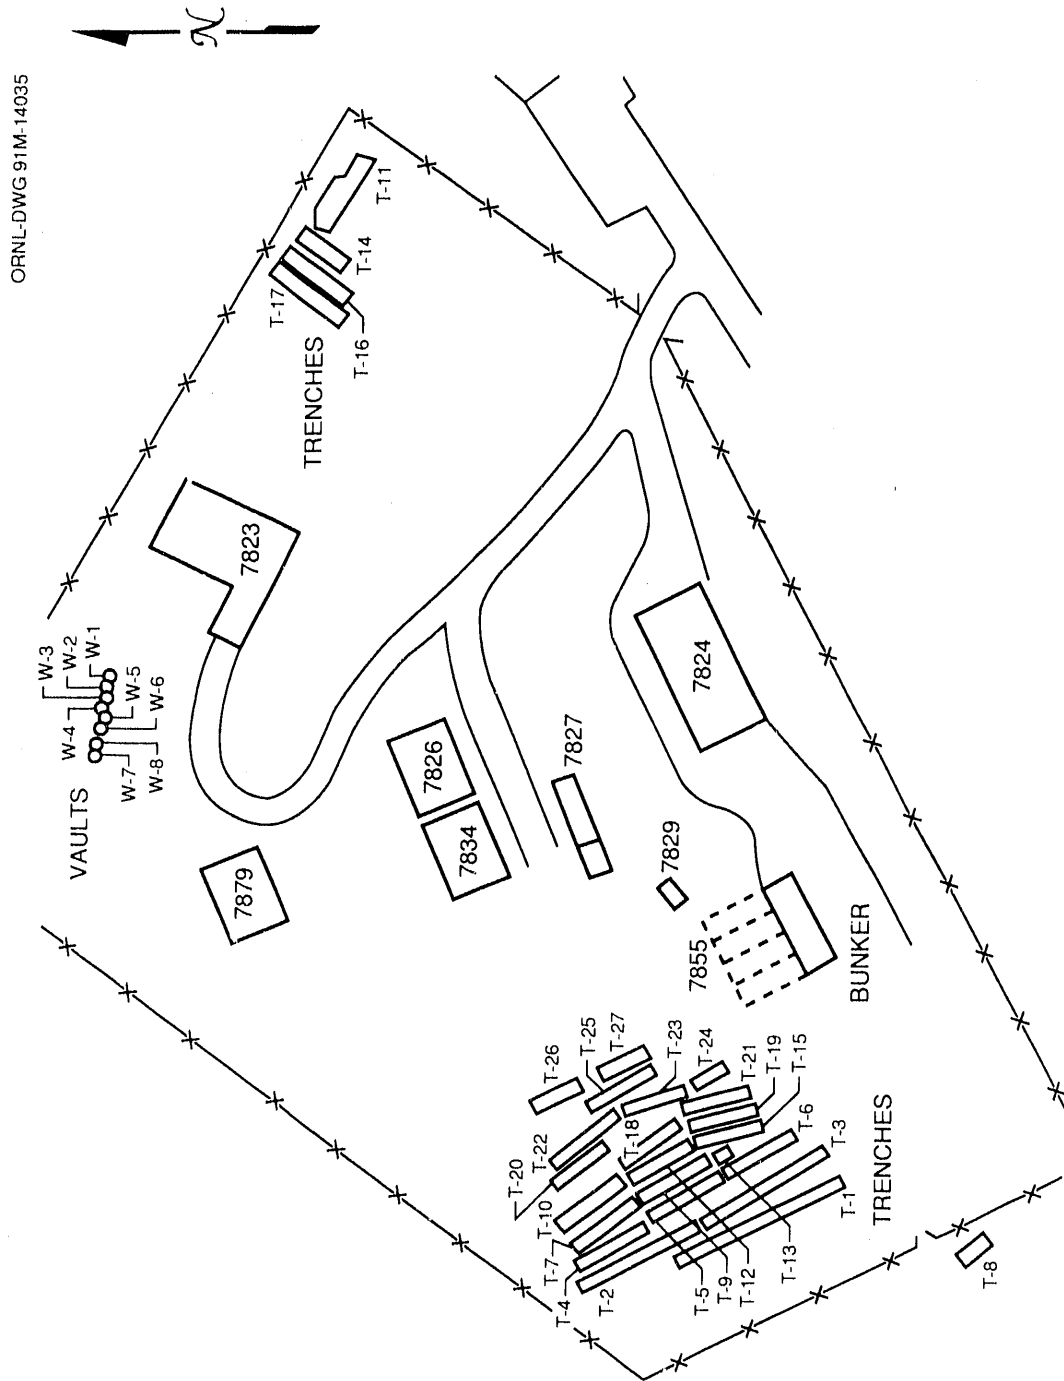 ORNL-DWG 91M-14035
N
VAULTS
W-1
W-2
W-3
W-4
W-5
W-6
W-7
W-8
T-11
T-14
T-17
T-16
TRENCHES
7823
7879
7826
7834
7827
7824
7829
7855
BUNKER
T-26
T-25
T-27
T-23
T-24
T-21
T-19
T-15
T-6
T-3
T-1
T-22
T-20
T-18
T-10
T-7
T-4
T-2
T-5
T-9
T-12
T-13
TRENCHES
T-8